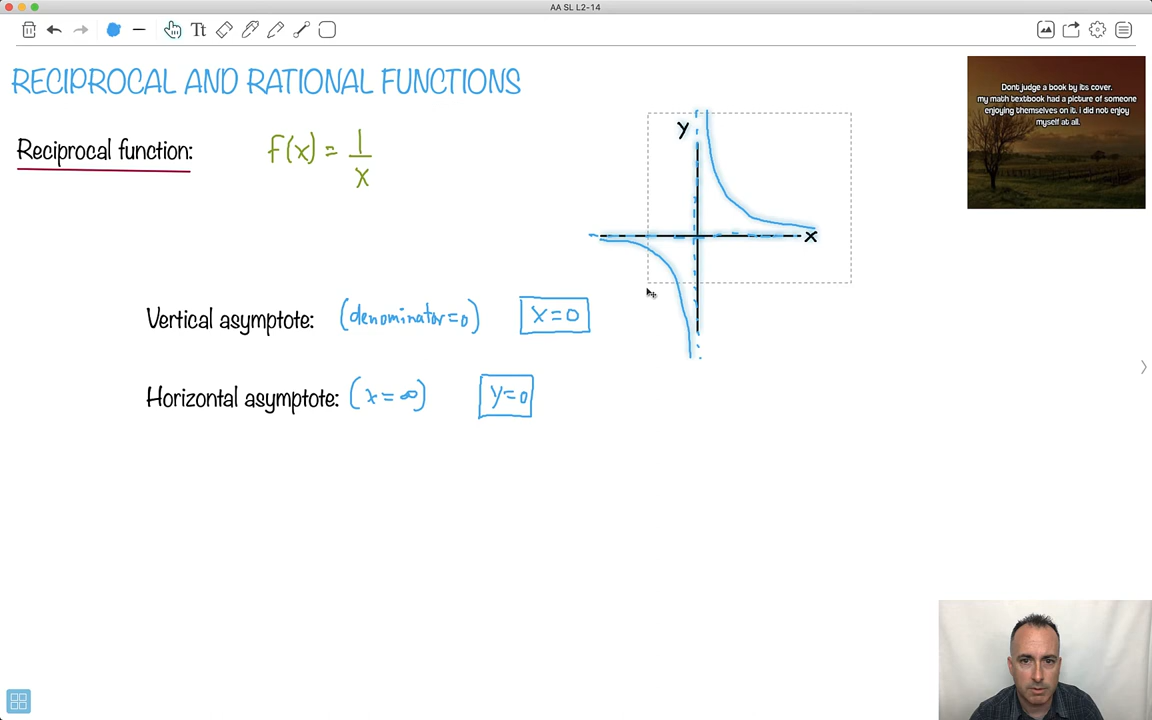 AA SL L2-14
Tt
RECIPROCAL AND RATIONAL FUNCTIONS
Reciprocal function:
f(x) = 1/x
y
x
Dont judge a book by its cover.
my math textbook had a picture of someone
enjoying themselves on it. i did not enjoy
myself at all.
Vertical asymptote: (denominator=0) x=0
Horizontal asymptote: (x=∞) y=0